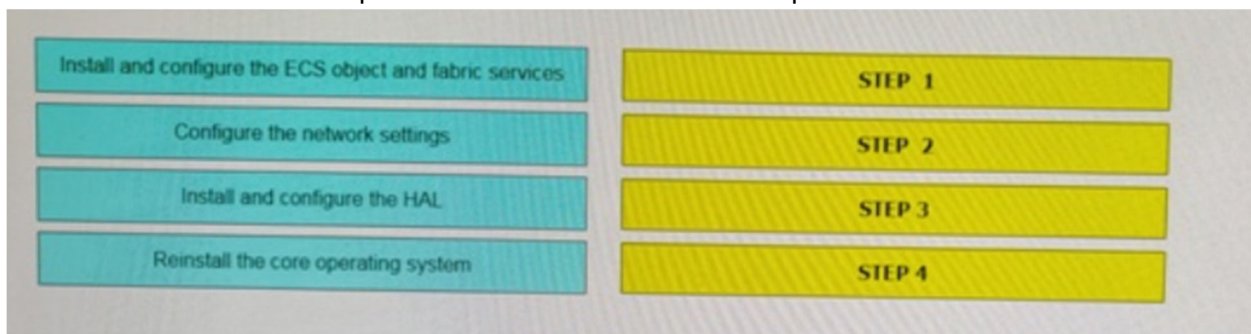 Install and configure the ECS object and fabric services
STEP 1
Configure the network settings
STEP 2
Install and configure the HAL
STEP 3
Reinstall the core operating system
STEP 4